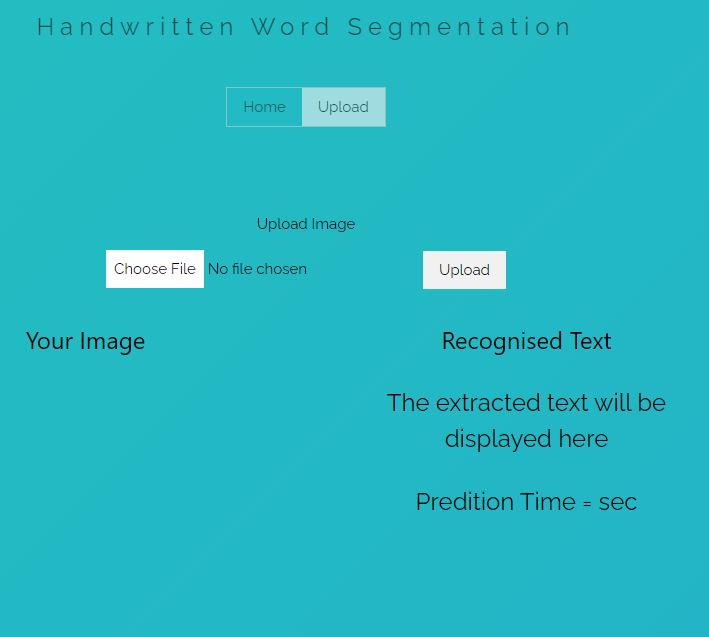 Handwritten Word Segmentation
Home Upload
Upload Image
Choose File No file chosen Upload
Your Image
Recognised Text
The extracted text will be
displayed here
Predition Time = sec